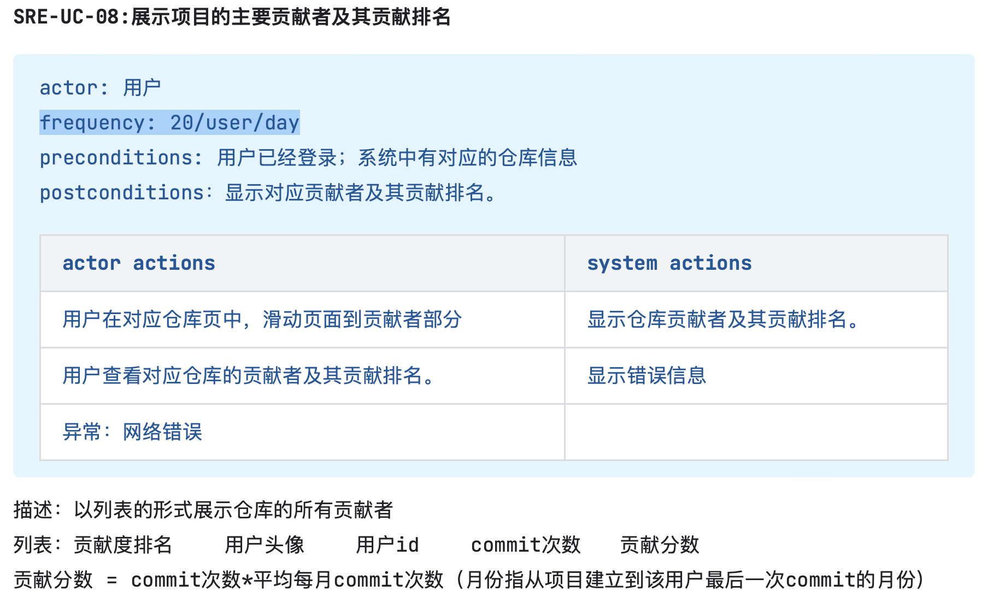 SRE-UC-08:展示项目的主要贡献者及其贡献排名
actor: 用户
frequency: 20/user/day
preconditions: 用户已经登录；系统中有对应的仓库信息
postconditions：显示对应贡献者及其贡献排名。
actor actions
system actions
用户在对应仓库页中，滑动页面到贡献者部分
显示仓库贡献者及其贡献排名。
用户查看对应仓库的贡献者及其贡献排名。
显示错误信息
异常：网络错误
描述：以列表的形式展示仓库的所有贡献者
列表：贡献度排名 用户头像 用户id commit次数 贡献分数
贡献分数 = commit次数*平均每月commit次数（月份指从项目建立到该用户最后一次commit的月份）